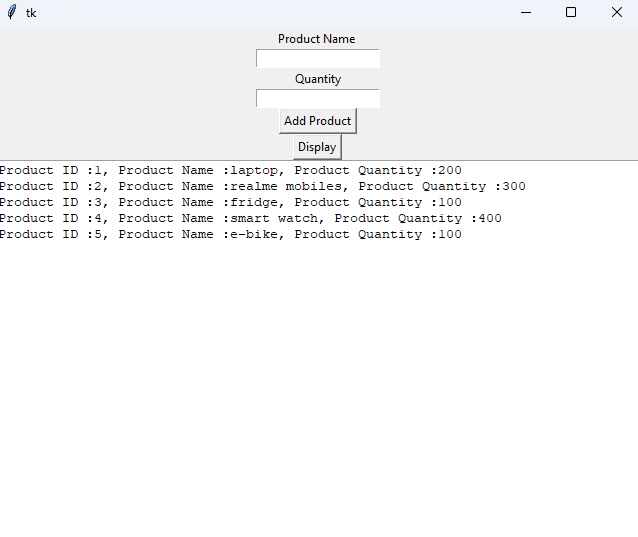 tk
Product Name
Quantity
Add Product
Display
Product ID :1, Product Name :laptop, Product Quantity :200
Product ID :2, Product Name :realme mobiles, Product Quantity :300
Product ID :3, Product Name :fridge, Product Quantity :100
Product ID :4, Product Name :smart watch, Product Quantity :400
Product ID :5, Product Name :e-bike, Product Quantity :100